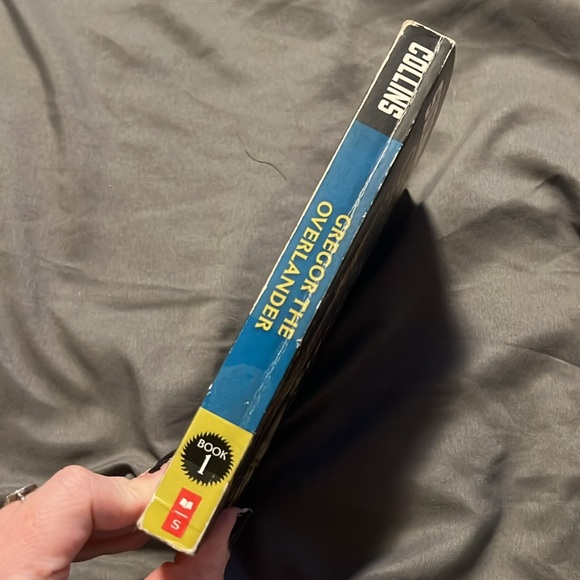 COLLINS
GREGOR THE
OVERLANDER
BOOK
1
S